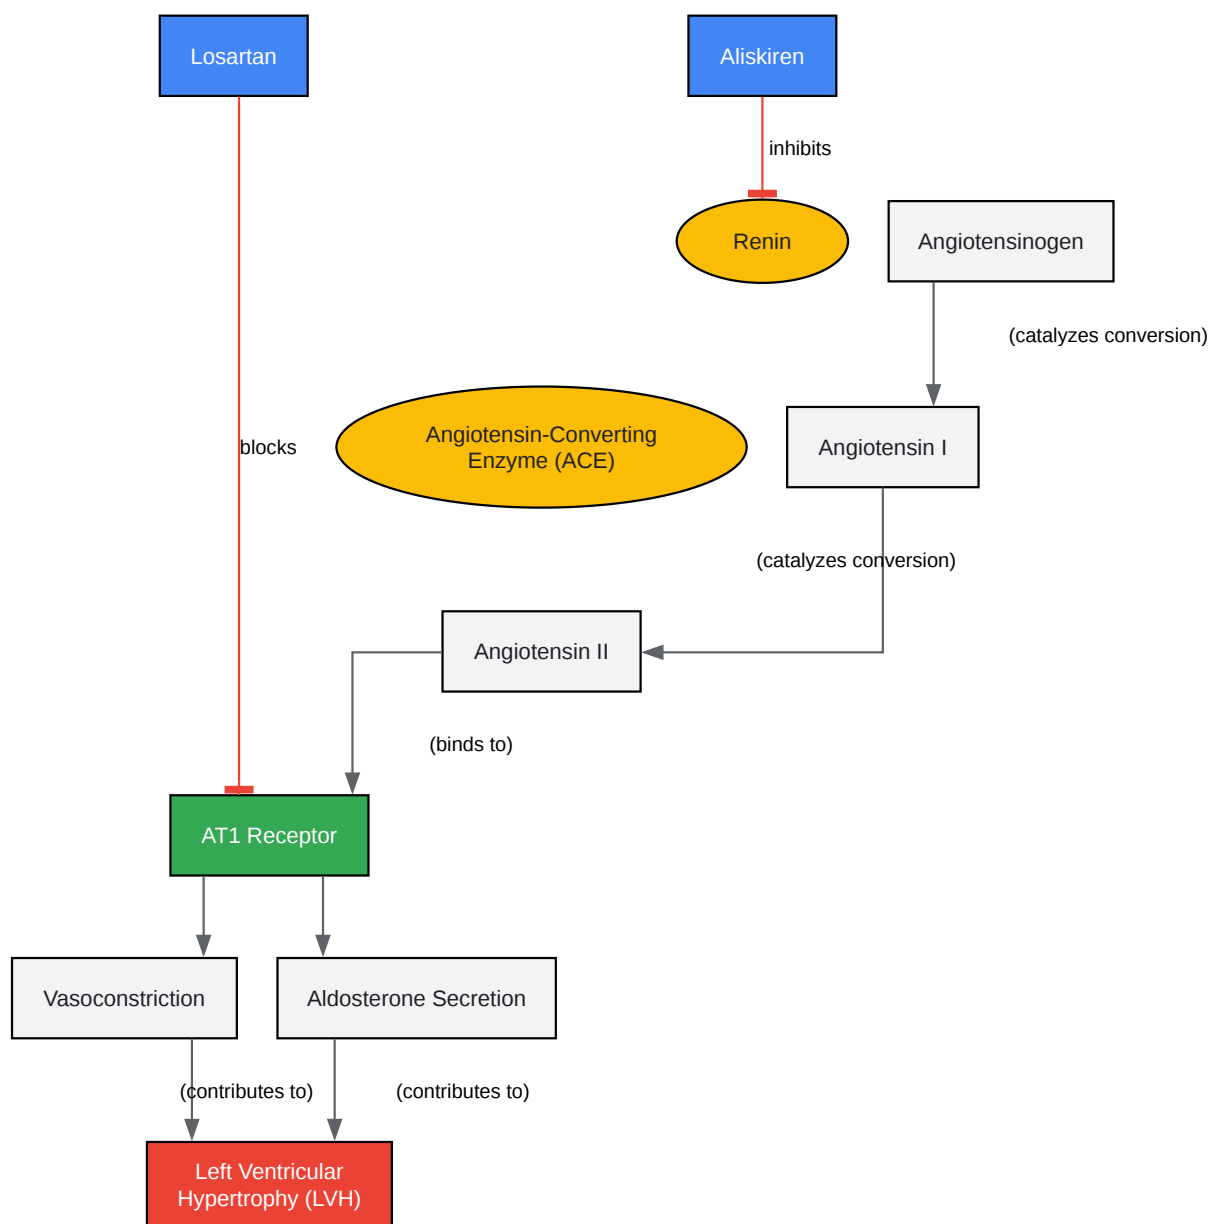 Losartan
Aliskiren
inhibits
Renin
Angiotensinogen
(catalyzes conversion)
blocks
Angiotensin-Converting
Enzyme (ACE)
Angiotensin I
(catalyzes conversion)
Angiotensin II
(binds to)
AT1 Receptor
Vasoconstriction
Aldosterone Secretion
(contributes to)
(contributes to)
Left Ventricular
Hypertrophy (LVH)